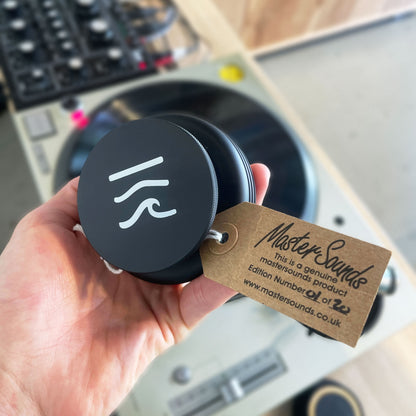 MasterSounds
This is a genuine
mastersounds product
Edition Number 01 of 20
www.mastersounds.co.uk